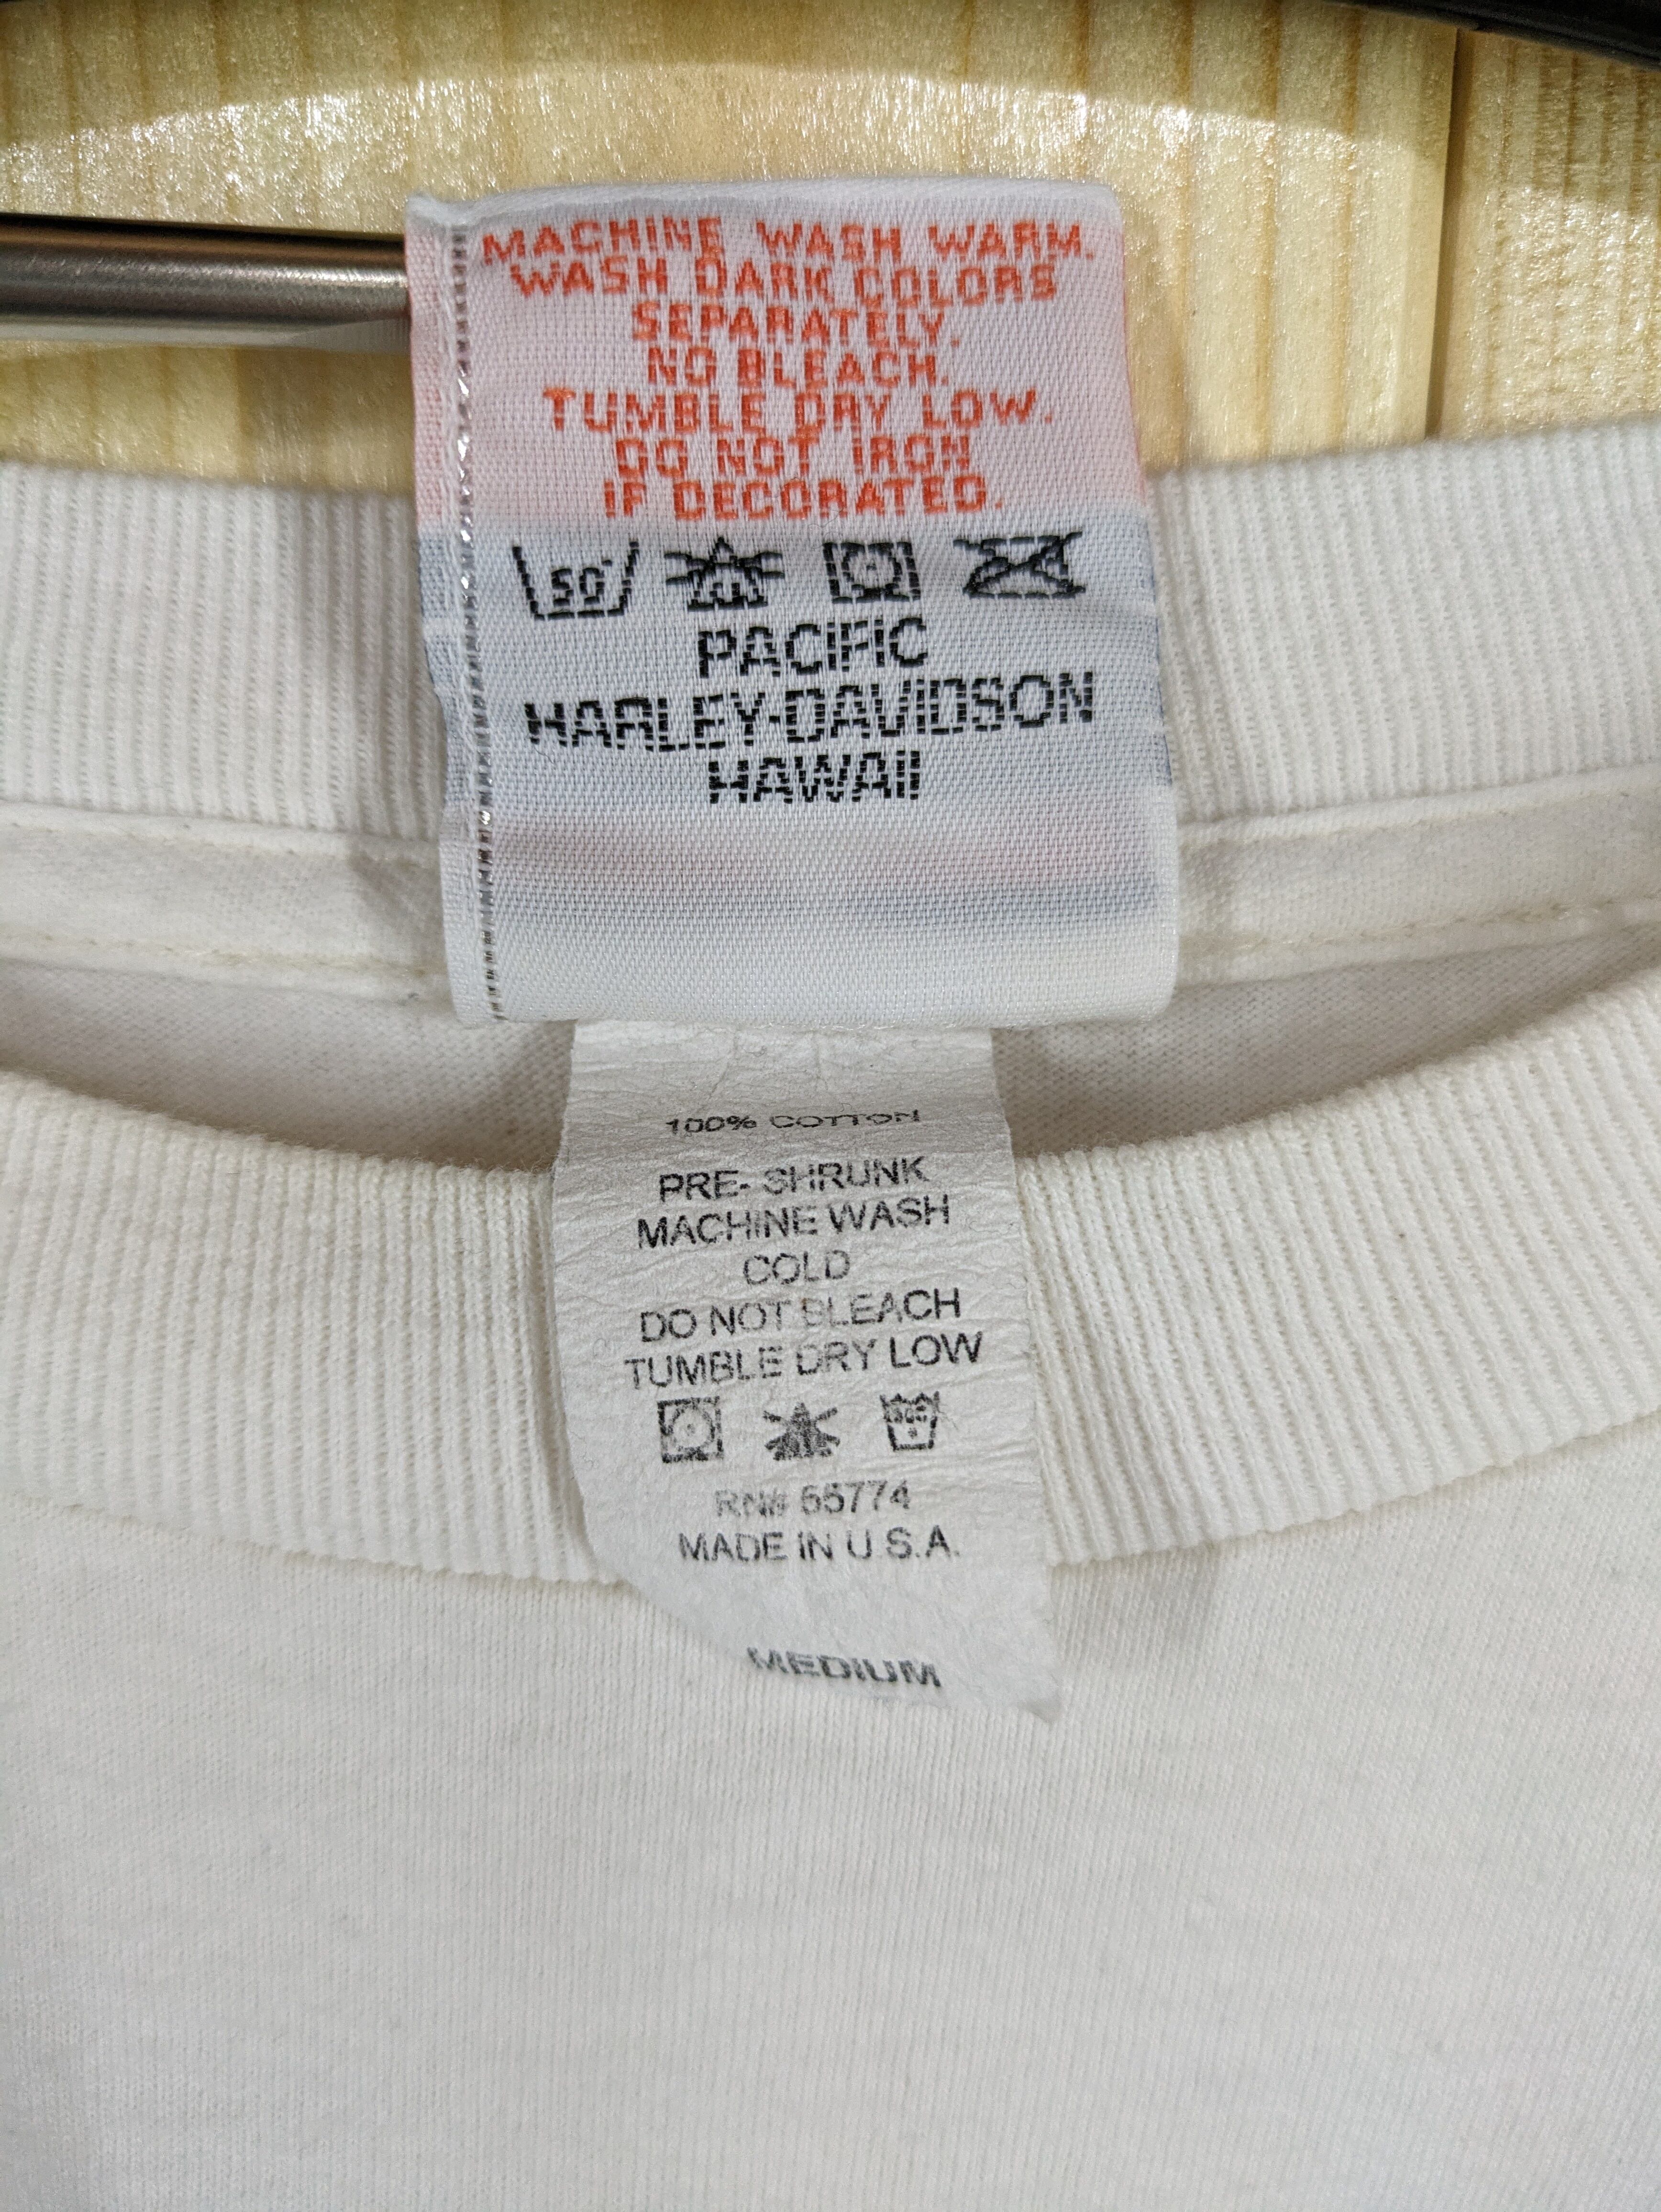 MACHINE WASH WARM.
WASH DARK COLORS
SEPARATELY.
NO BLEACH.
TUMBLE DRY LOW.
DO NOT IRON
IF DECORATED.
50°
PACIFIC
HARLEY-DAVIDSON
HAWAII
100% COTTON
PRE-SHRUNK
MACHINE WASH
COLD
DO NOT BLEACH
TUMBLE DRY LOW
RN# 55774
MADE IN U.S.A.
MEDIUM